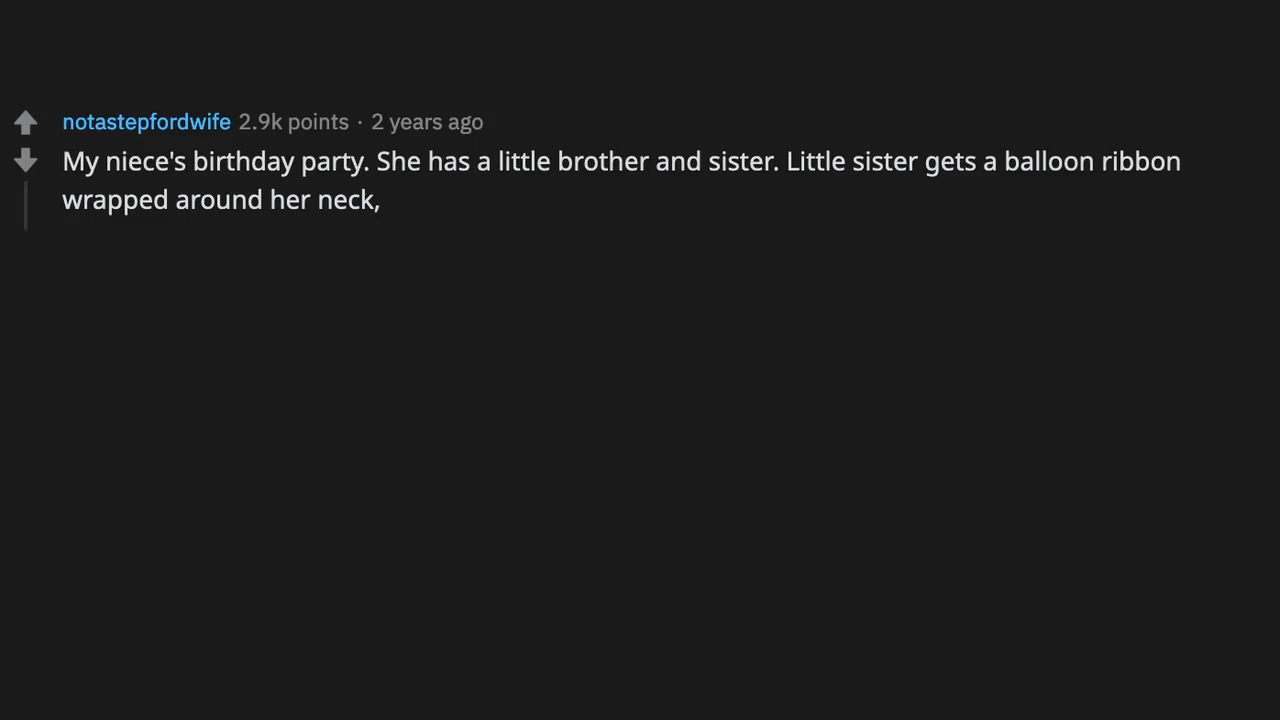 notastepfordwife 2.9k points · 2 years ago
My niece's birthday party. She has a little brother and sister. Little sister gets a balloon ribbon
wrapped around her neck,